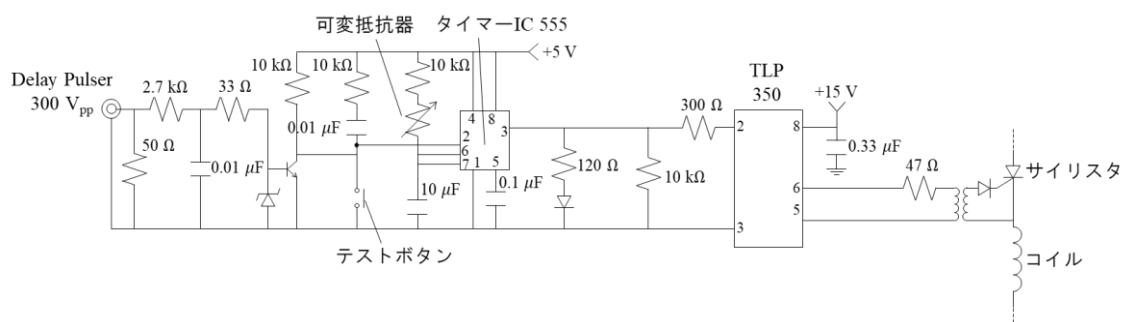 可変抵抗器 タイマーIC 555
+5 V
Delay Pulser
300 Vpp
2.7 kΩ
33 Ω
10 kΩ
10 kΩ
10 kΩ
50 Ω
0.01 μF
0.01 μF
10 μF
4 8
2
3
6
7 1 5
0.1 μF
テストボタン
120 Ω
10 kΩ
300 Ω
TLP
350
2
8
6
5
3
+15 V
0.33 μF
47 Ω
サイリスタ
コイル